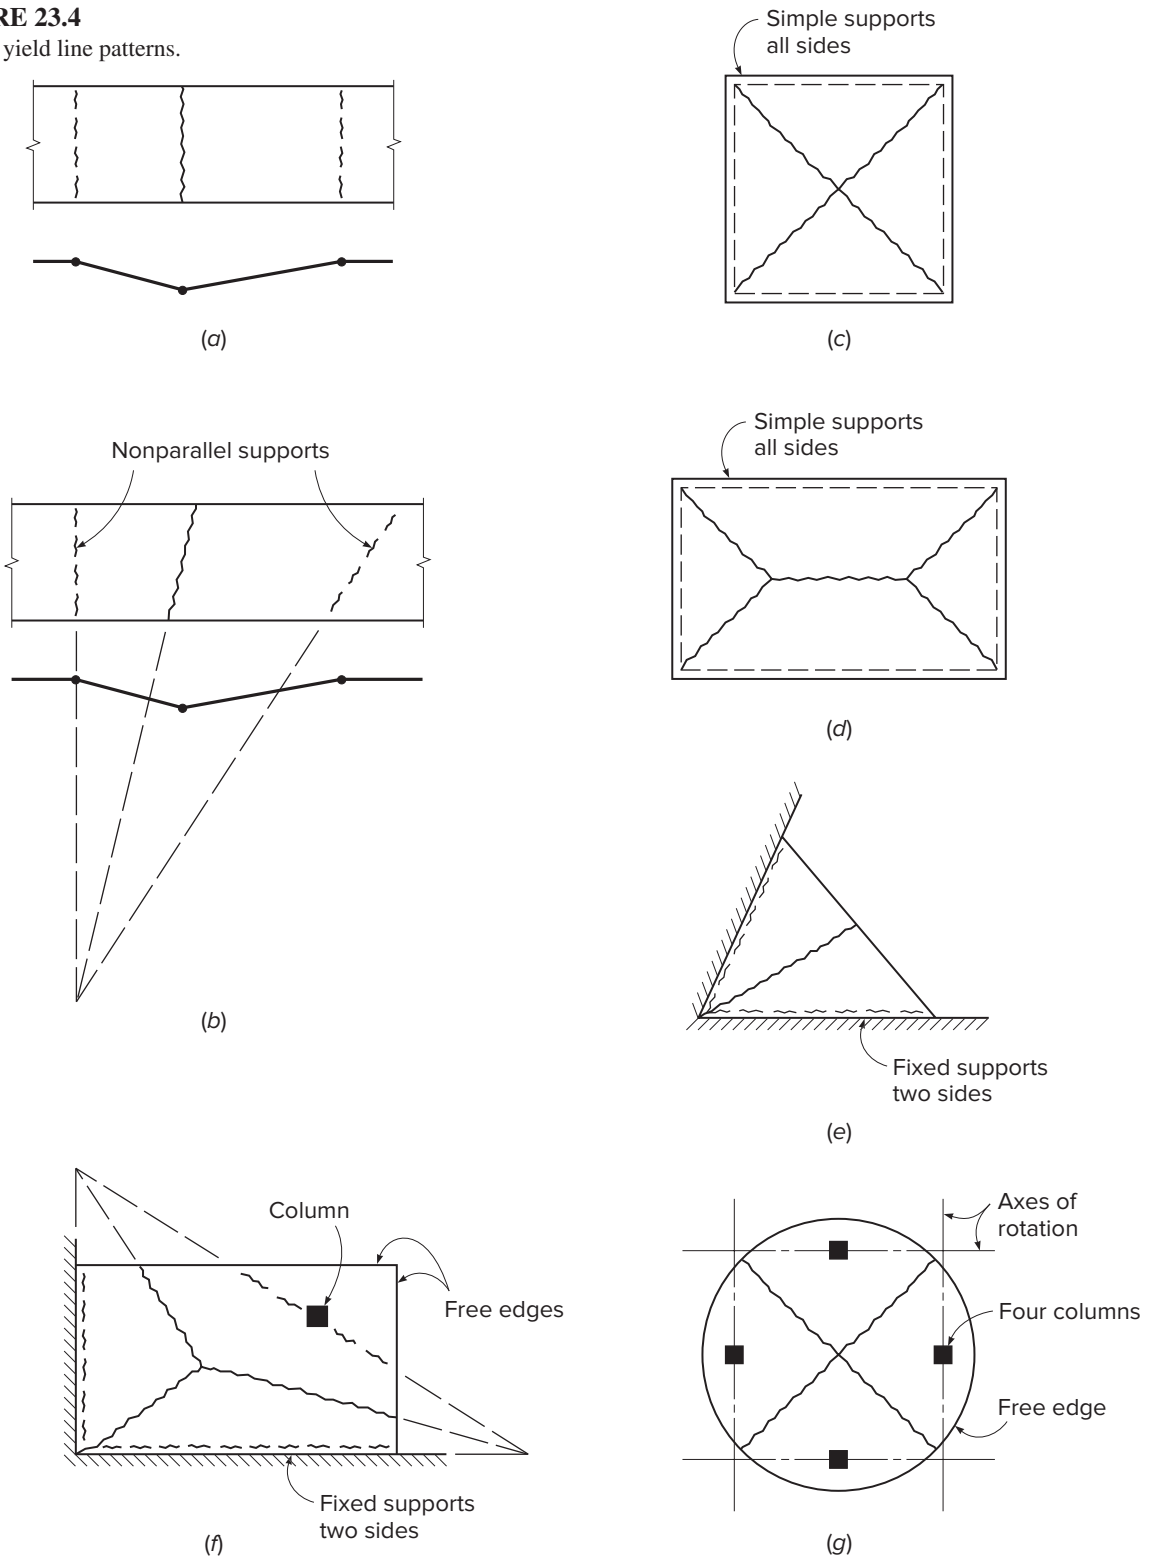 RE 23.4
yield line patterns.
(a)
Simple supports
all sides
(c)
Nonparallel supports
(b)
Simple supports
all sides
(d)
Fixed supports
two sides
(e)
Column
Free edges
Fixed supports
two sides
(f)
Axes of
rotation
Four columns
Free edge
(g)